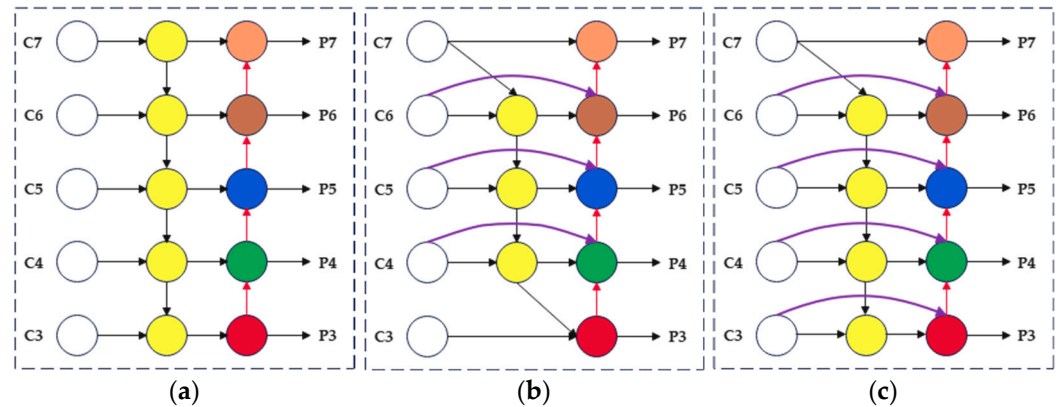 C7 P7 C7 P7 C7 P7
C6 P6 C6 P6 C6 P6
C5 P5 C5 P5 C5 P5
C4 P4 C4 P4 C4 P4
C3 P3 C3 P3 C3 P3
(a) (b) (c)